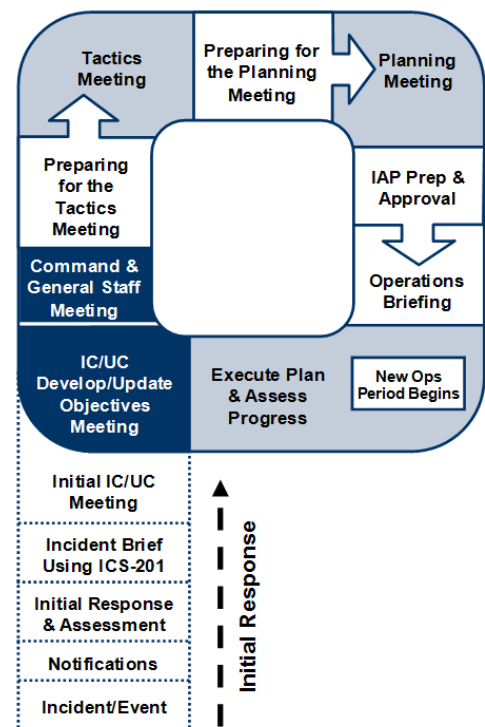 Tactics
Meeting
Preparing for
the Planning
Meeting
Planning
Meeting
Preparing
for the
Tactics
Meeting
IAP Prep &
Approval
Command &
General Staff
Meeting
Operations
Briefing
IC/UC
Develop/Update
Objectives
Meeting
Execute Plan
& Assess
Progress
New Ops
Period Begins
Initial IC/UC
Meeting
Incident Brief
Using ICS-201
Initial Response
& Assessment
Notifications
Incident/Event
Initial Response